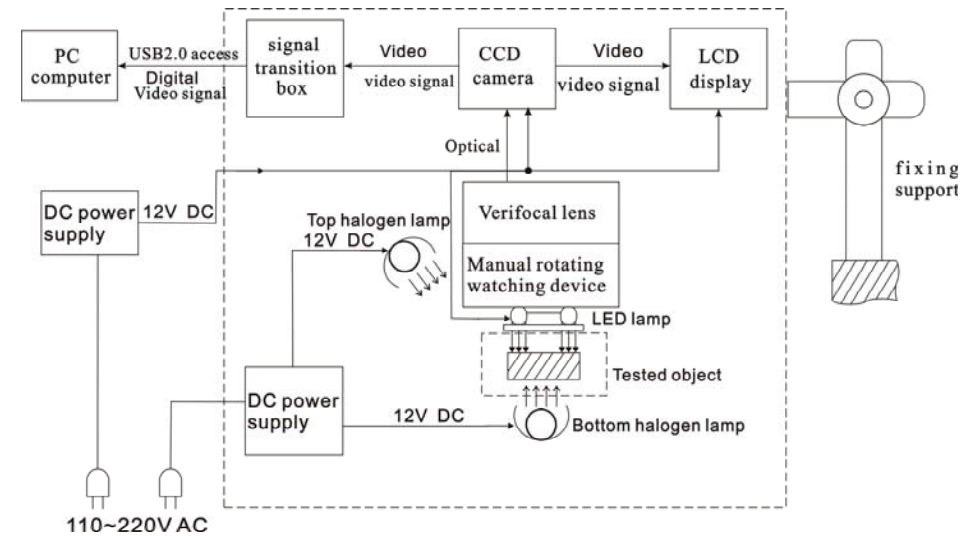 PC
computer
USB2.0 access
Digital
Video signal
signal
transition
box
Video
video signal
CCD
camera
Video
video signal
LCD
display
Optical
fixing
support
DC power
supply
12V DC
Top halogen lamp
12V DC
Verifocal lens
Manual rotating
watching device
LED lamp
Tested object
DC power
supply
12V DC
Bottom halogen lamp
110~220V AC